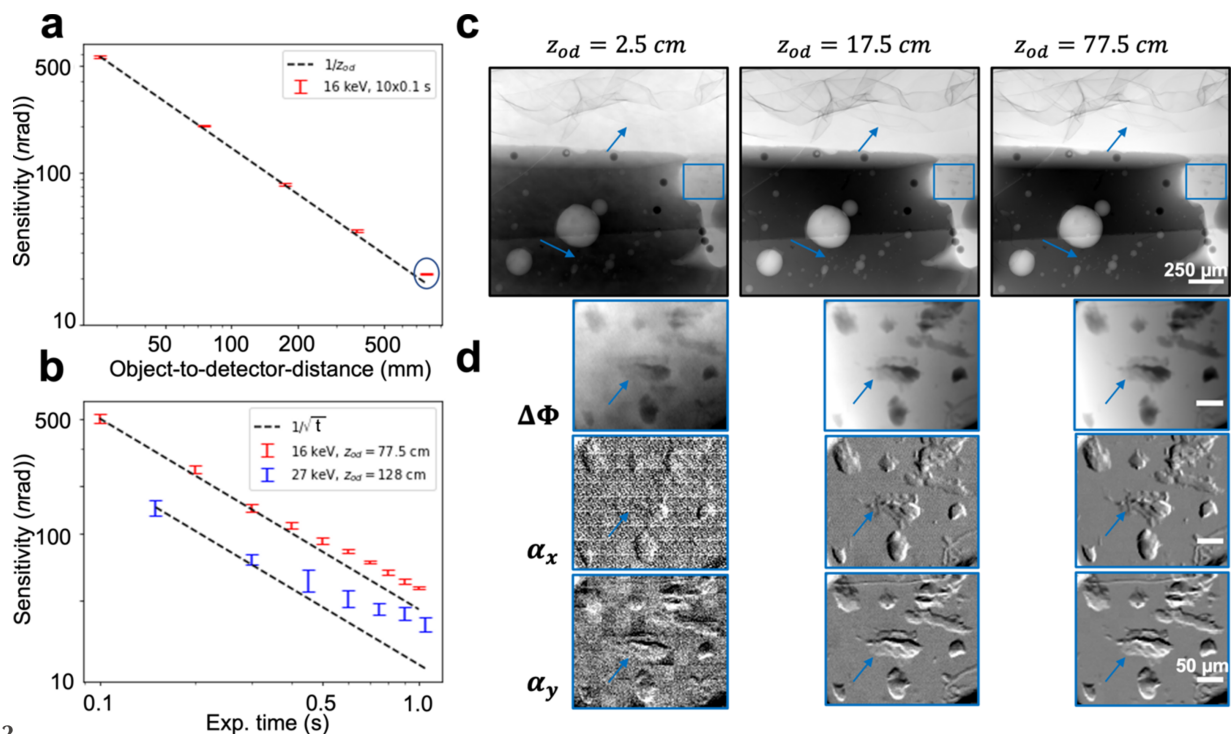 a
Sensitivity (nrad))
500
100
10
1/z_od
16 keV, 10x0.1 s
50
100
200
500
Object-to-detector-distance (mm)
b
Sensitivity (nrad))
500
100
10
1/√t
16 keV, z_od = 77.5 cm
27 keV, z_od = 128 cm
0.1
0.5
1.0
Exp. time (s)
c
z_od = 2.5 cm
z_od = 17.5 cm
z_od = 77.5 cm
250 µm
d
ΔΦ
α_x
α_y
50 µm
2